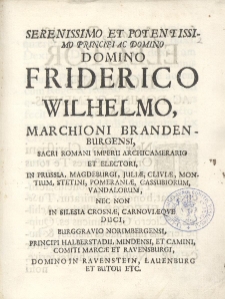 SERENISSIMO ET POTENTISSI-
MO PRINCIPI AC DOMINO
DOMINO
FRIDERICO
WILHELMO,
MARCHIONI BRANDEN-
BURGENSI,
SACRI ROMANI IMPERII ARCHICAMERARIO
ET ELECTORI,
IN PRUSSIA, MAGDEBURGI, JULIÆ, CLIVIÆ, MON-
TIUM, STETINI, POMERANIÆ, CASSUBIORUM,
VANDALORUM,
NEC NON
IN SILESIA CROSNÆ, CARNOVIÆQVE
DUCI,
BURGGRAVIO NORIMBERGENSI,
PRINCIPI HALBERSTADII, MINDENSI, ET CAMINI,
COMITI MARCÆ ET RAVENSBURGI,
DOMINO IN RAVENSTEIN, LAUENBURG
ET BUTOU ETC.